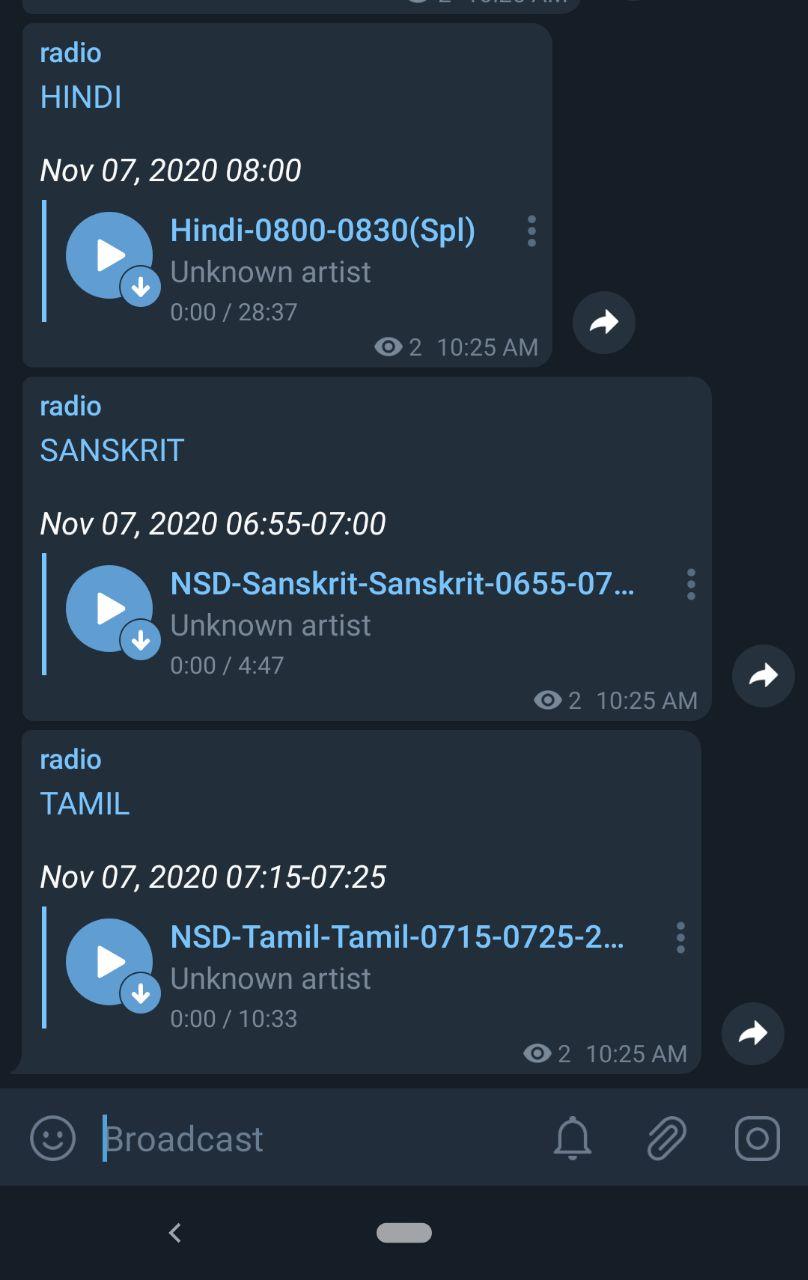 radio
HINDI
Nov 07, 2020 08:00
Hindi-0800-0830(Spl)
Unknown artist
0:00 / 28:37
2 10:25 AM
radio
SANSKRIT
Nov 07, 2020 06:55-07:00
NSD-Sanskrit-Sanskrit-0655-07...
Unknown artist
0:00 / 4:47
2 10:25 AM
radio
TAMIL
Nov 07, 2020 07:15-07:25
NSD-Tamil-Tamil-0715-0725-2...
Unknown artist
0:00 / 10:33
2 10:25 AM
Broadcast